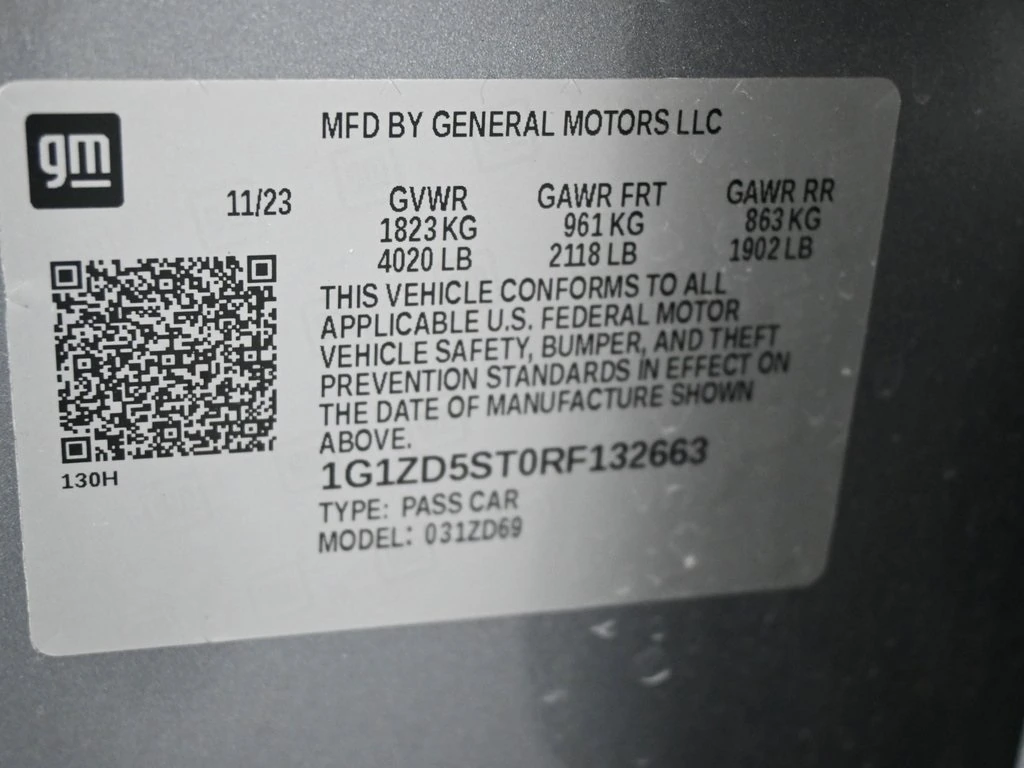 gm
MFD BY GENERAL MOTORS LLC
11/23 GVWR GAWR FRT GAWR RR
1823 KG 961 KG 863 KG
4020 LB 2118 LB 1902 LB
THIS VEHICLE CONFORMS TO ALL
APPLICABLE U.S. FEDERAL MOTOR
VEHICLE SAFETY, BUMPER, AND THEFT
PREVENTION STANDARDS IN EFFECT ON
THE DATE OF MANUFACTURE SHOWN
ABOVE.
130H
1G1ZD5ST0RF132663
TYPE: PASS CAR
MODEL: 031ZD69